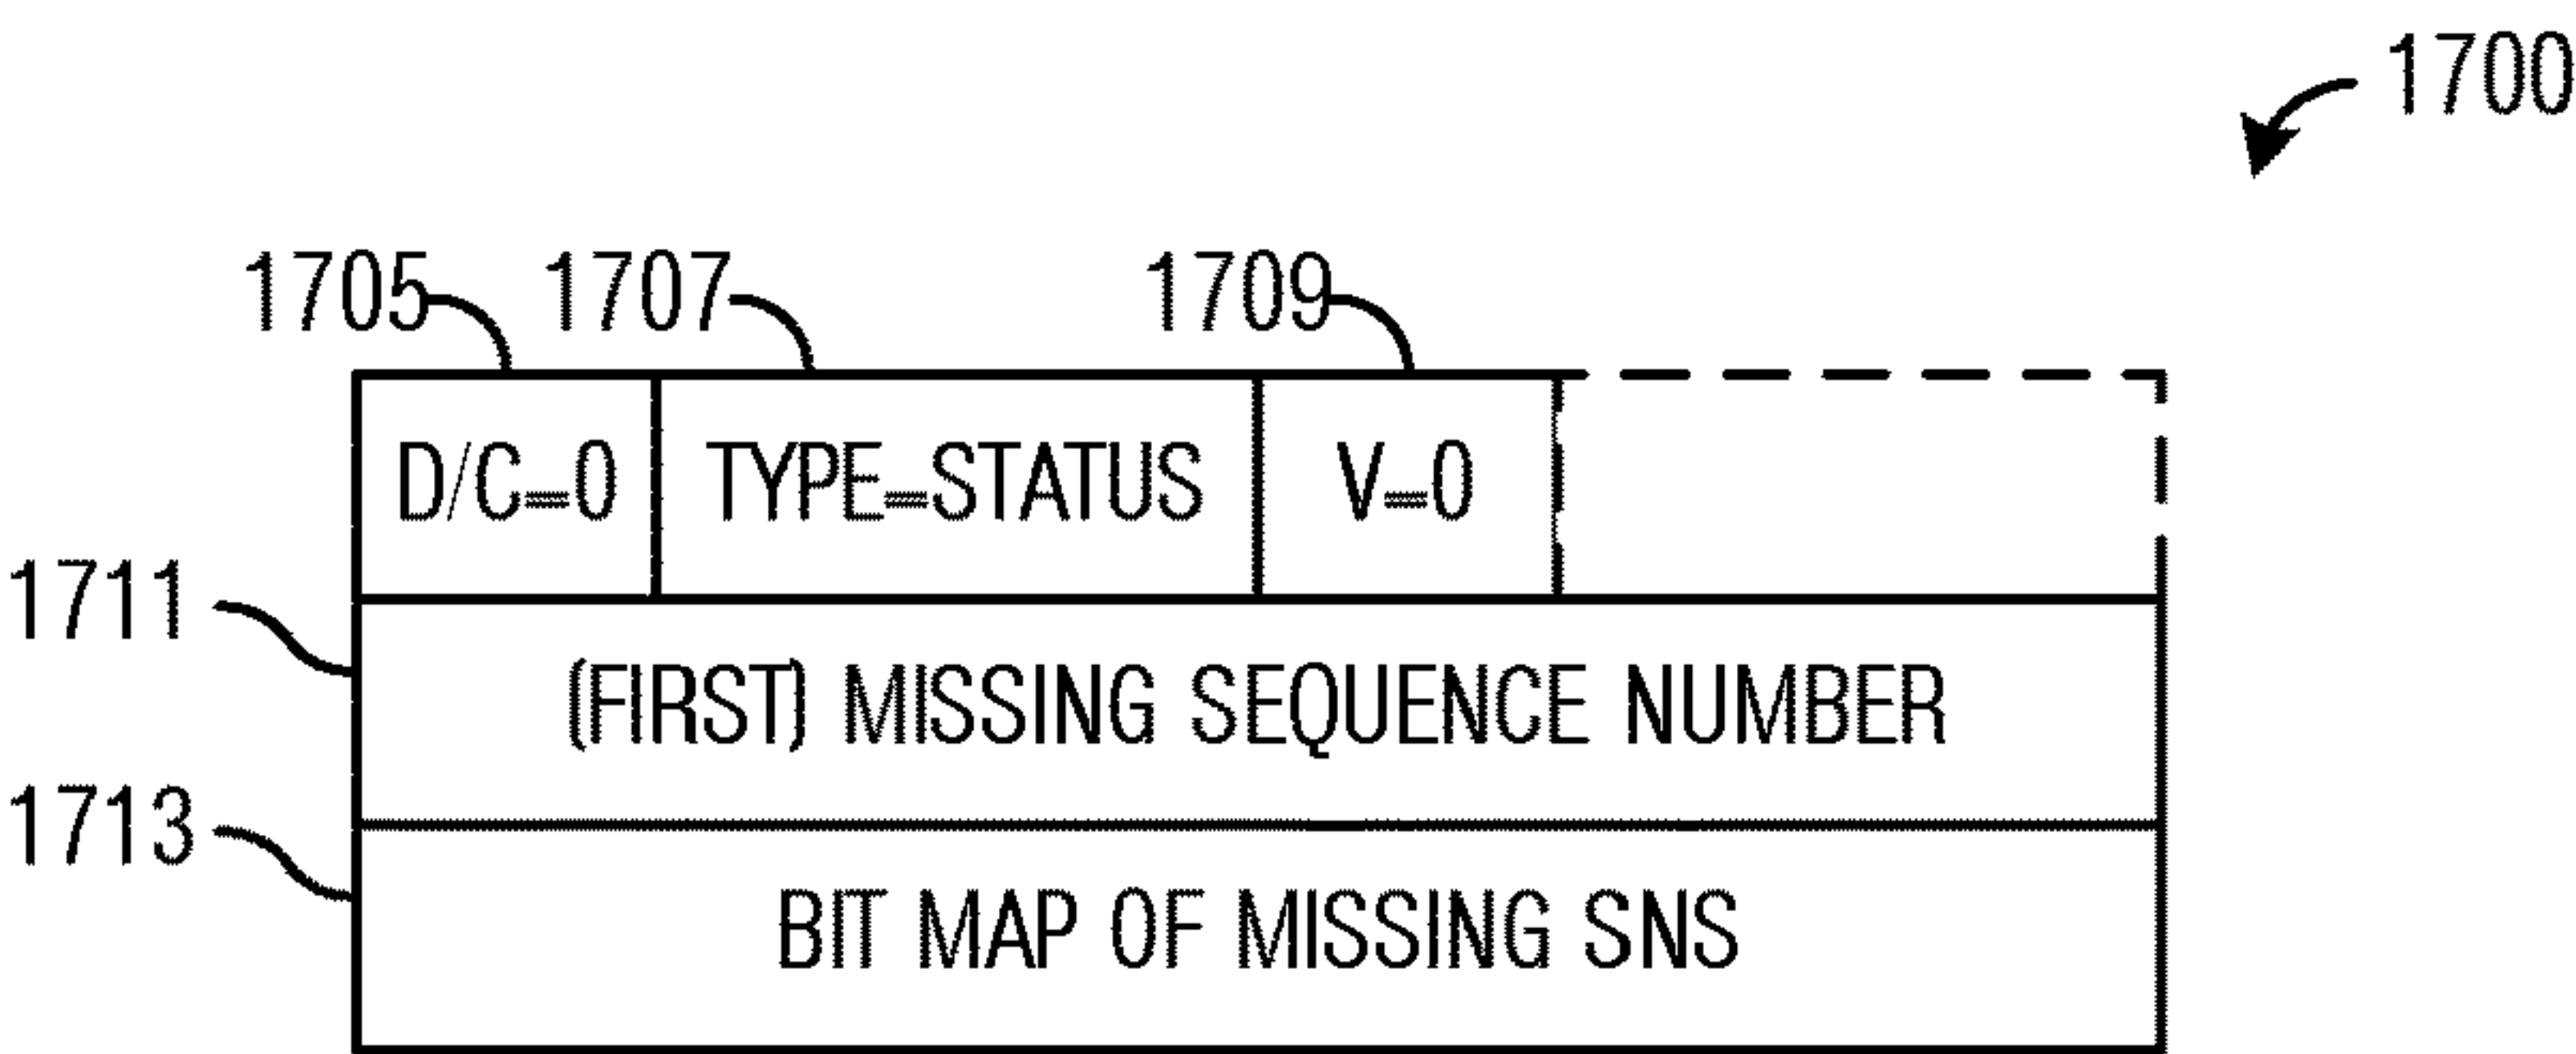 1700
1705 1707 1709
D/C=0 TYPE=STATUS V=0
1711
(FIRST) MISSING SEQUENCE NUMBER
1713
BIT MAP OF MISSING SNS